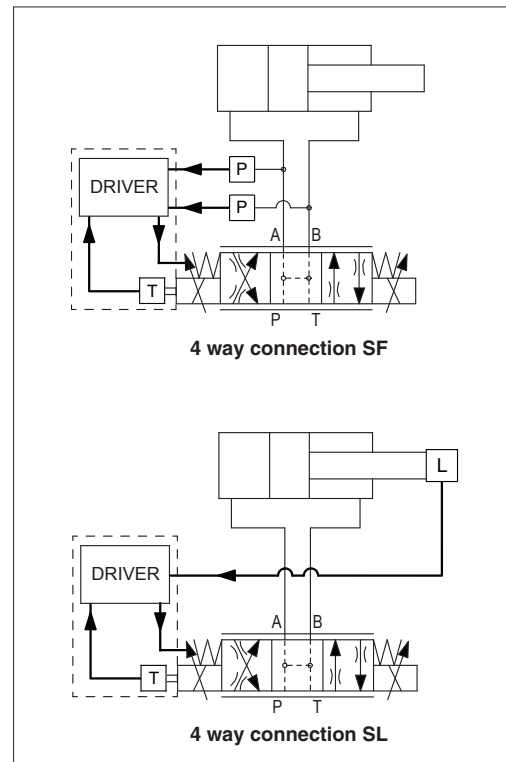 P
DRIVER
P
A B
T
P T
4 way connection SF
L
DRIVER
A B
T
P T
4 way connection SL